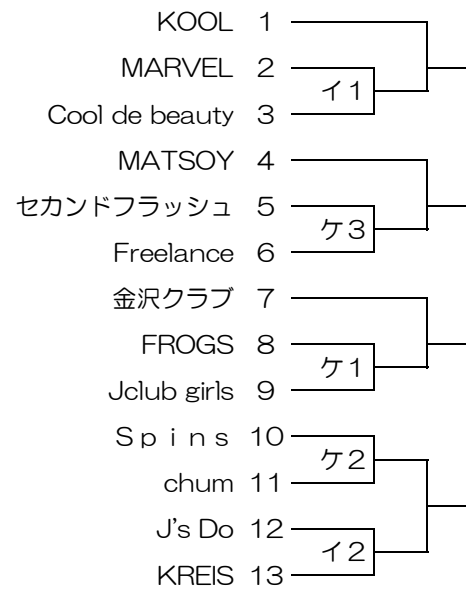 KOOL 1
MARVEL 2
イ1
Cool de beauty 3
MATSOY 4
セカンドフラッシュ 5
ケ3
Freelance 6
金沢クラブ 7
FROGS 8
ケ1
Jclub girls 9
Ｓｐｉｎｓ 10
ケ2
chum 11
J's Do 12
イ2
KREIS 13